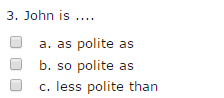 3. John is ....
a. as polite as
b. so polite as
c. less polite than